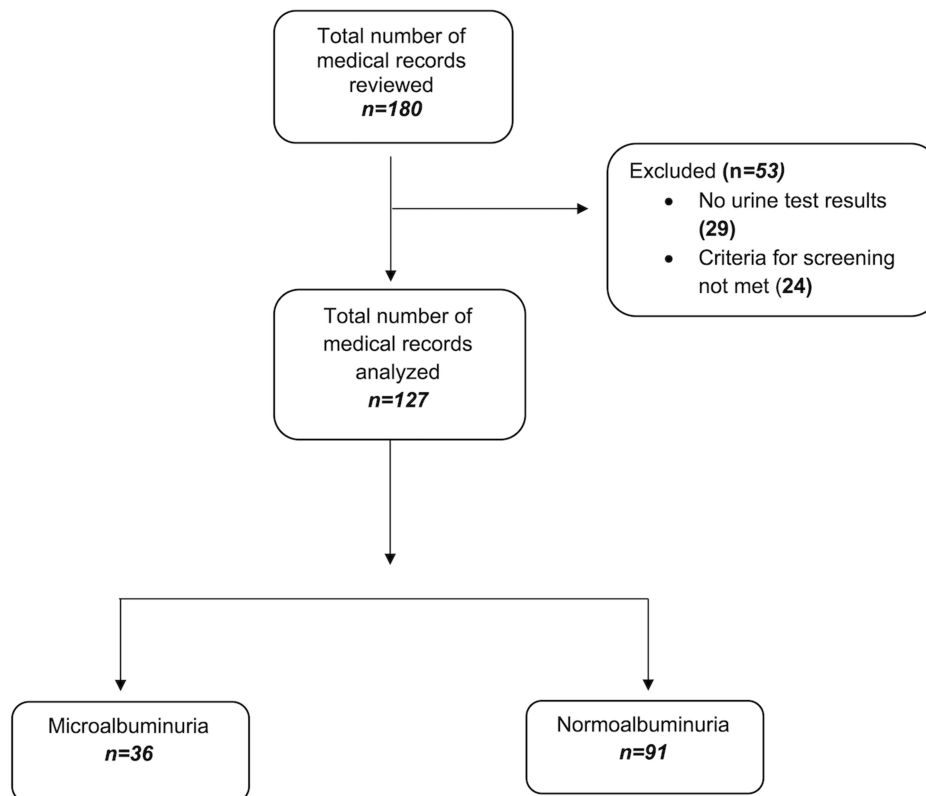 Total number of
medical records
reviewed
n=180
Excluded (n=53)
• No urine test results
(29)
• Criteria for screening
not met (24)
Total number of
medical records
analyzed
n=127
Microalbuminuria
n=36
Normoalbuminuria
n=91